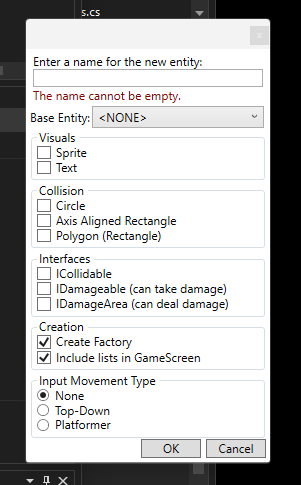 s.cs
x
Enter a name for the new entity:
The name cannot be empty.
Base Entity: <NONE>
Visuals
Sprite
Text
Collision
Circle
Axis Aligned Rectangle
Polygon (Rectangle)
Interfaces
ICollidable
IDamageable (can take damage)
IDamageArea (can deal damage)
Creation
Create Factory
Include lists in GameScreen
Input Movement Type
None
Top-Down
Platformer
OK Cancel